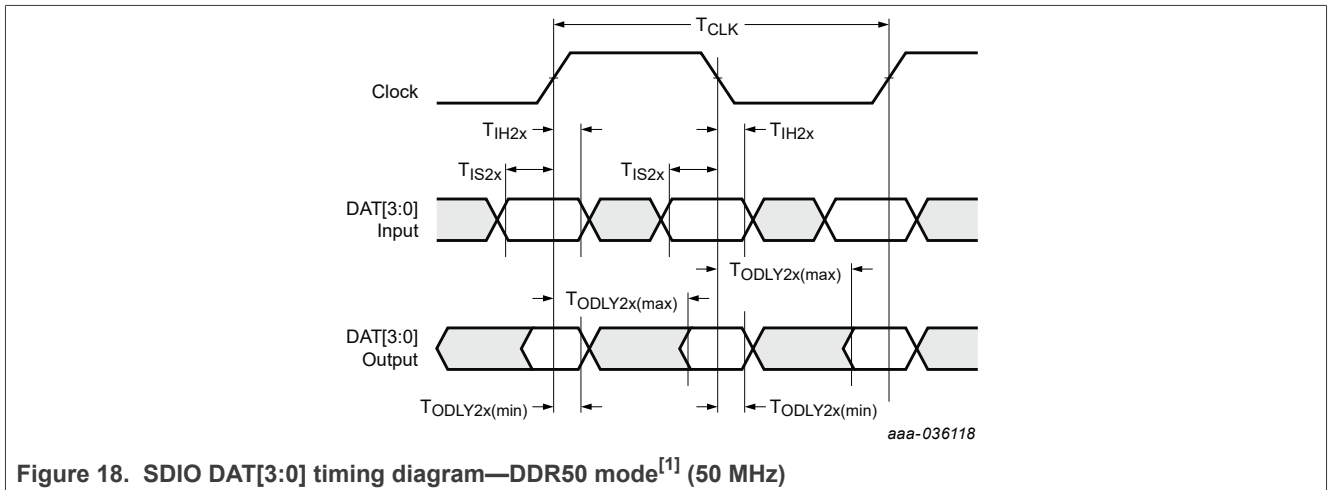 TCLK
Clock
TIH2x
TIH2x
TIS2x
TIS2x
DAT[3:0]
Input
TODLY2x(max)
TODLY2x(max)
DAT[3:0]
Output
TODLY2x(min)
TODLY2x(min)
aaa-036118
Figure 18. SDIO DAT[3:0] timing diagram—DDR50 mode[1] (50 MHz)